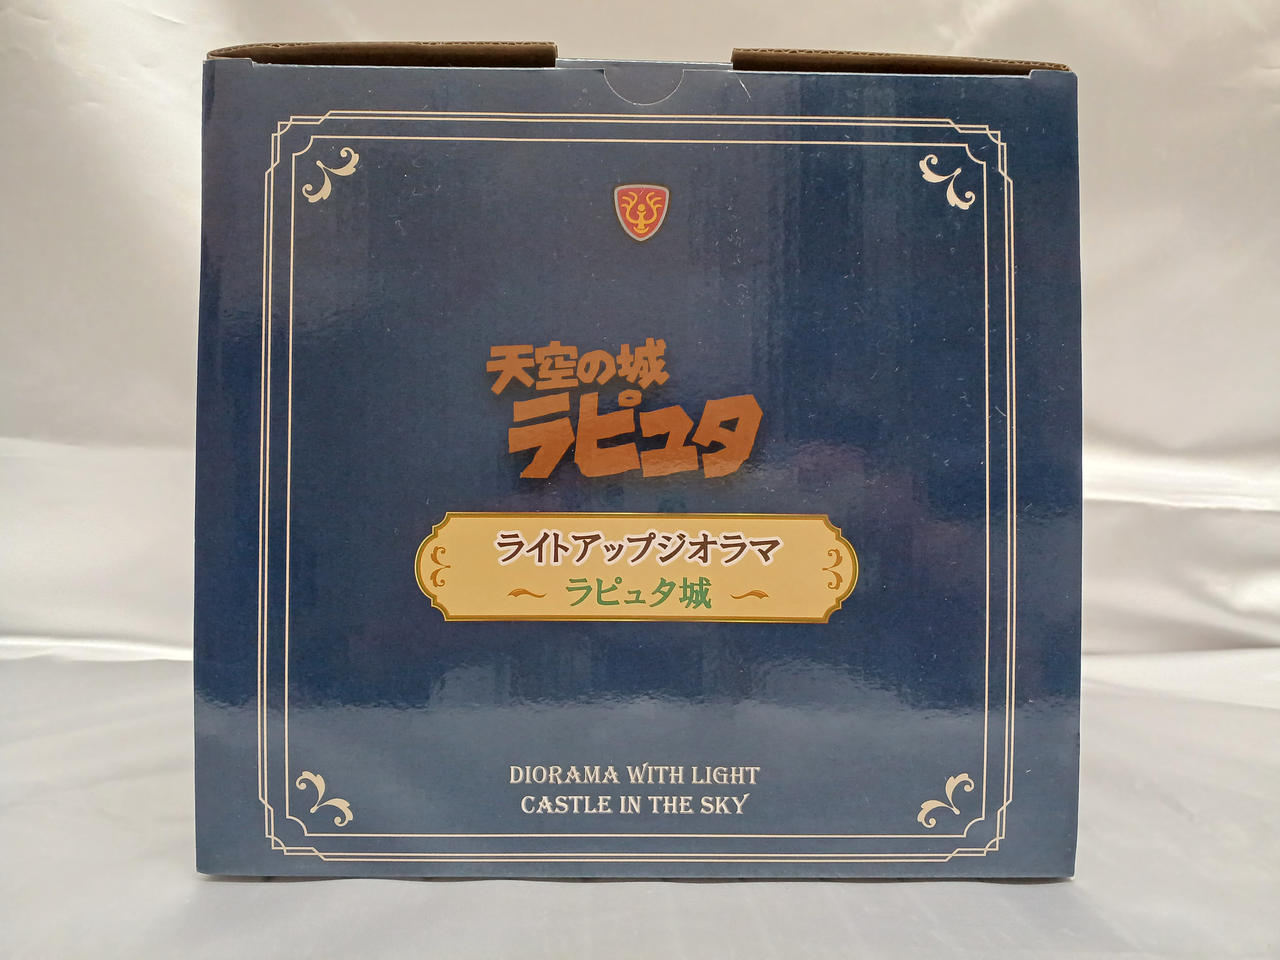 天空の城
ラピュタ
ライトアップジオラマ
～ ラピュタ城 ～
DIORAMA WITH LIGHT
CASTLE IN THE SKY